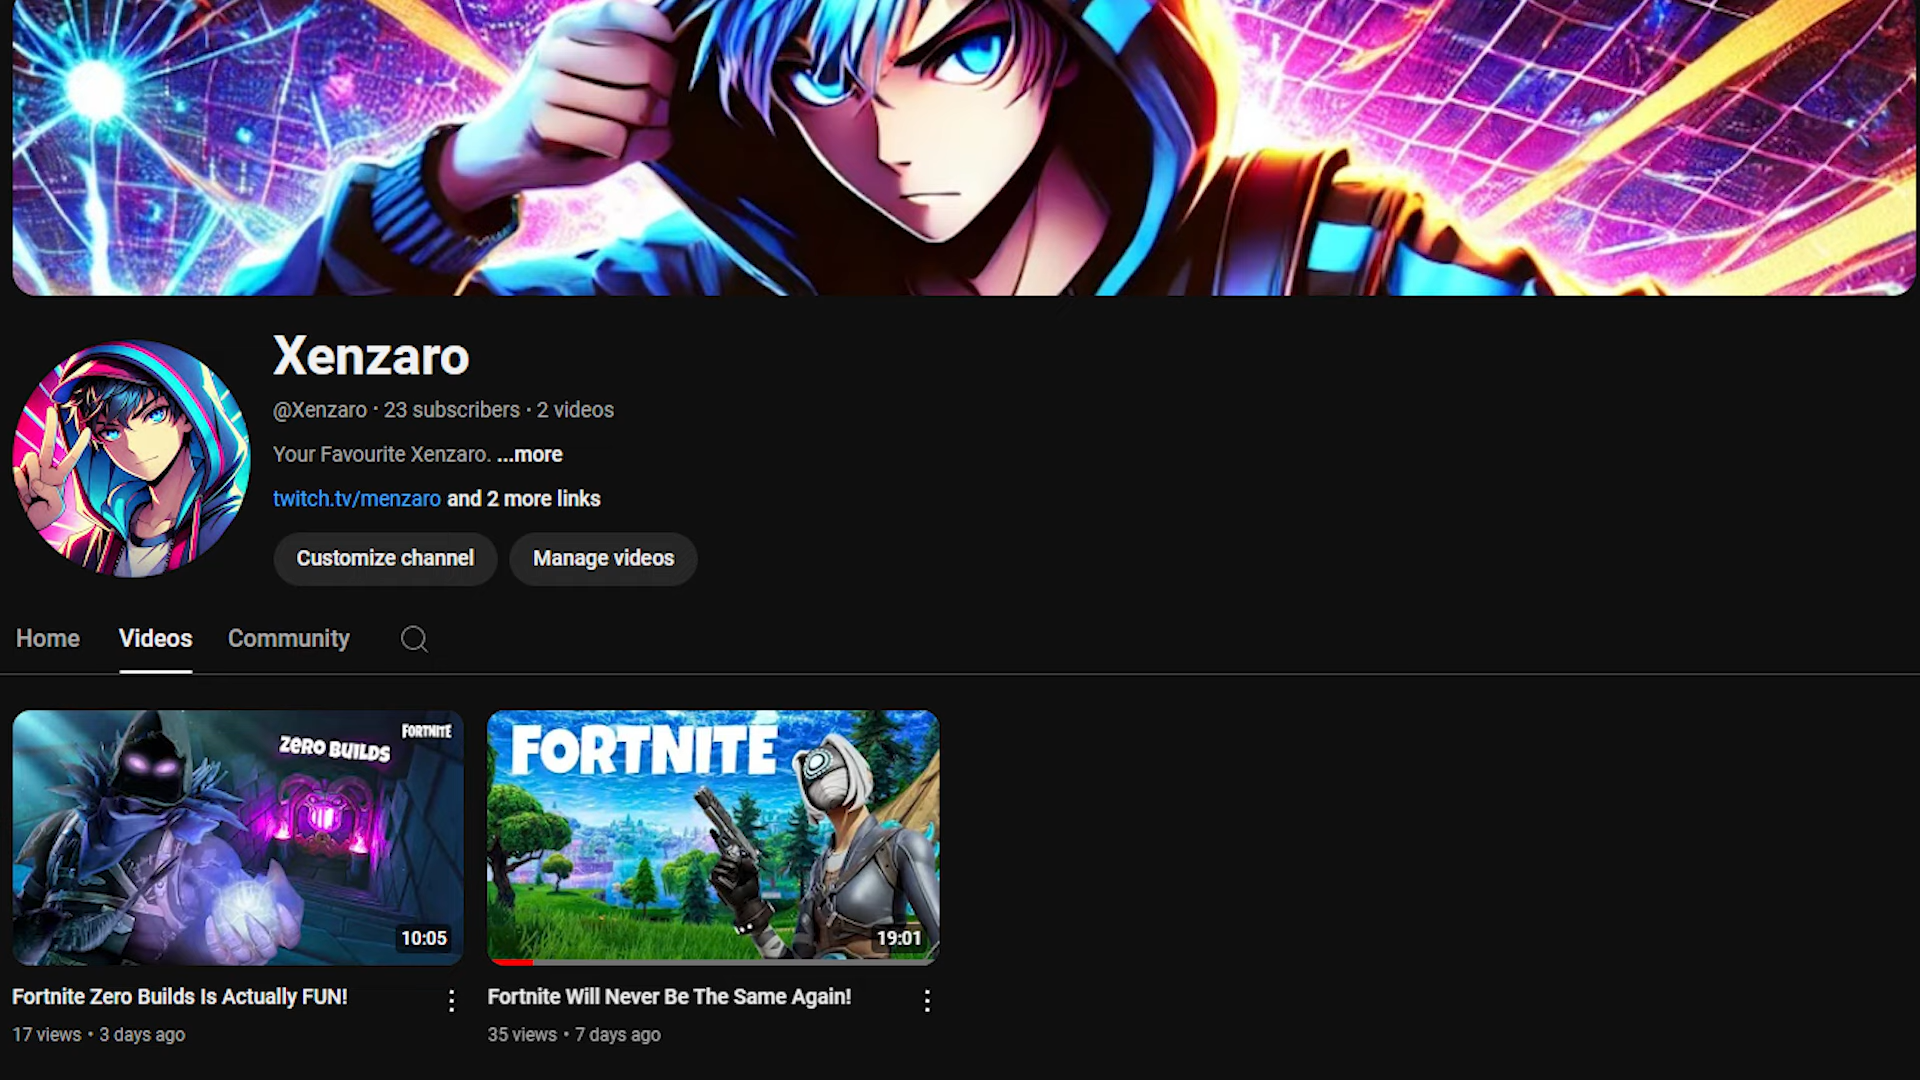 Xenzaro
@Xenzaro · 23 subscribers · 2 videos
Your Favourite Xenzaro. ...more
twitch.tv/menzaro and 2 more links
Customize channel Manage videos
Home Videos Community
ZERO BUILDS
FORTNITE
10:05
FORTNITE
19:01
Fortnite Zero Builds Is Actually FUN!
17 views • 3 days ago
Fortnite Will Never Be The Same Again!
35 views • 7 days ago